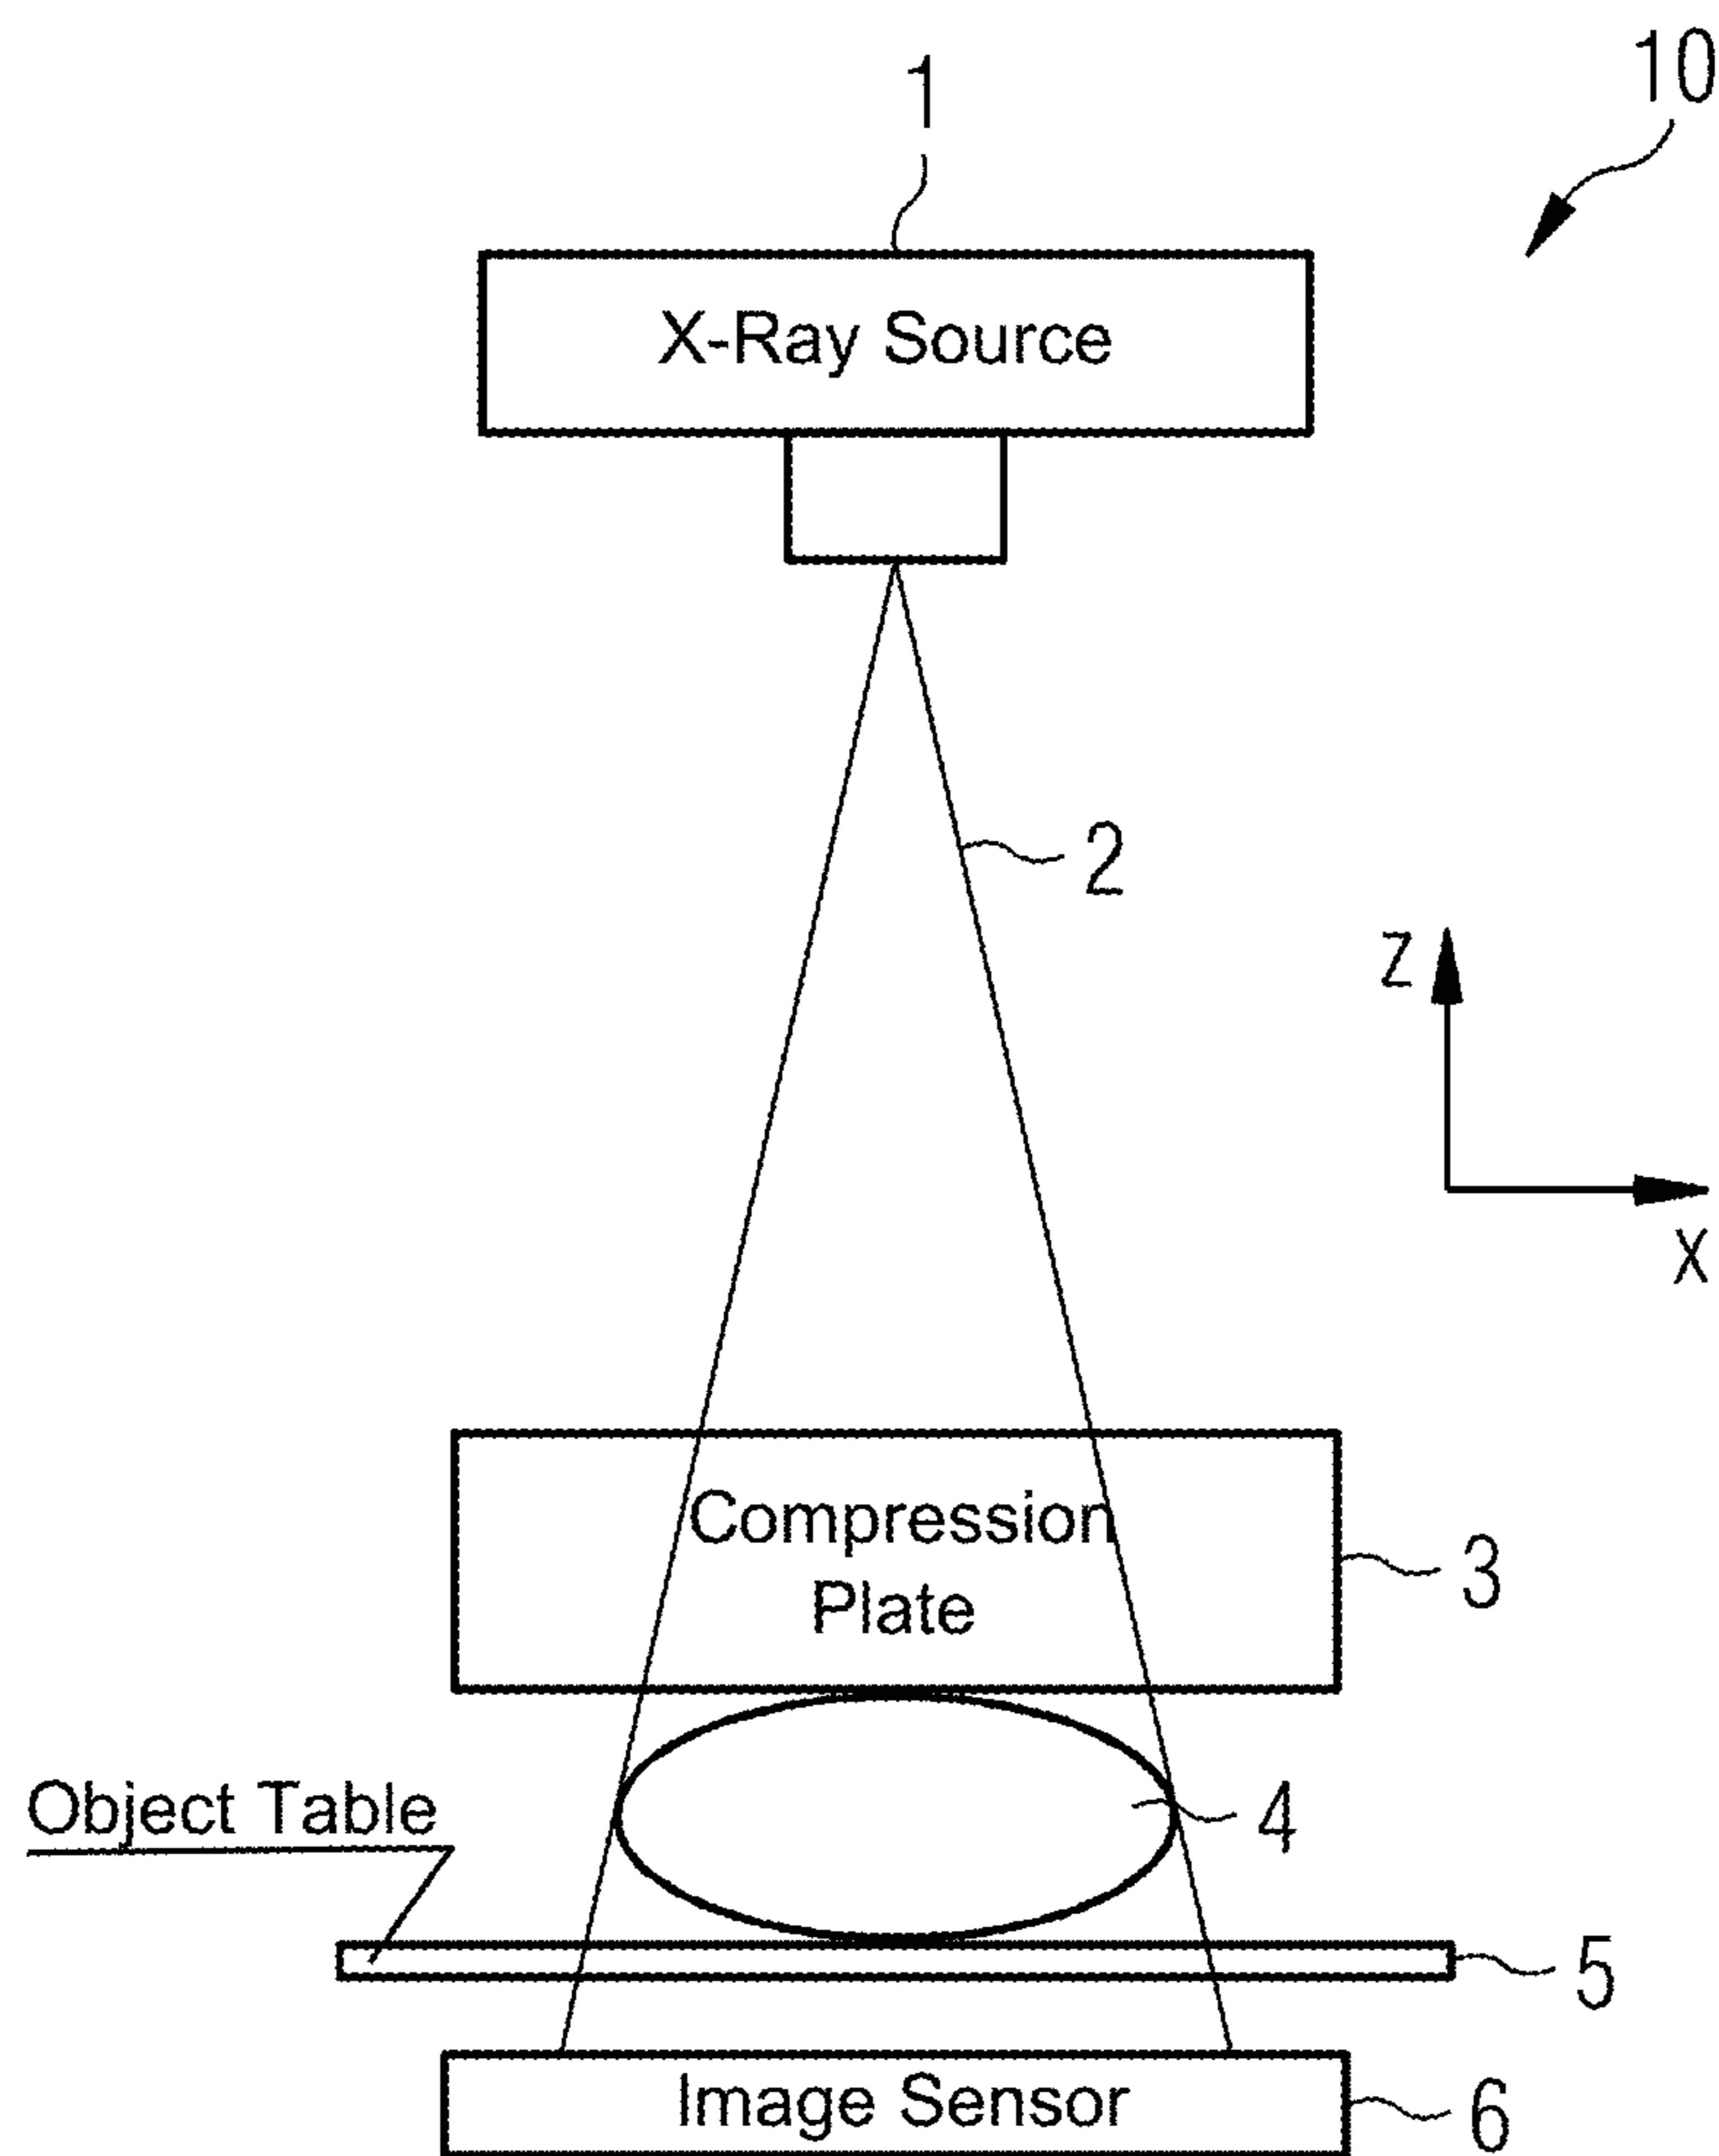 10
1
X-Ray Source
2
Z
X
Compression
Plate
3
Object Table
4
5
Image Sensor
6